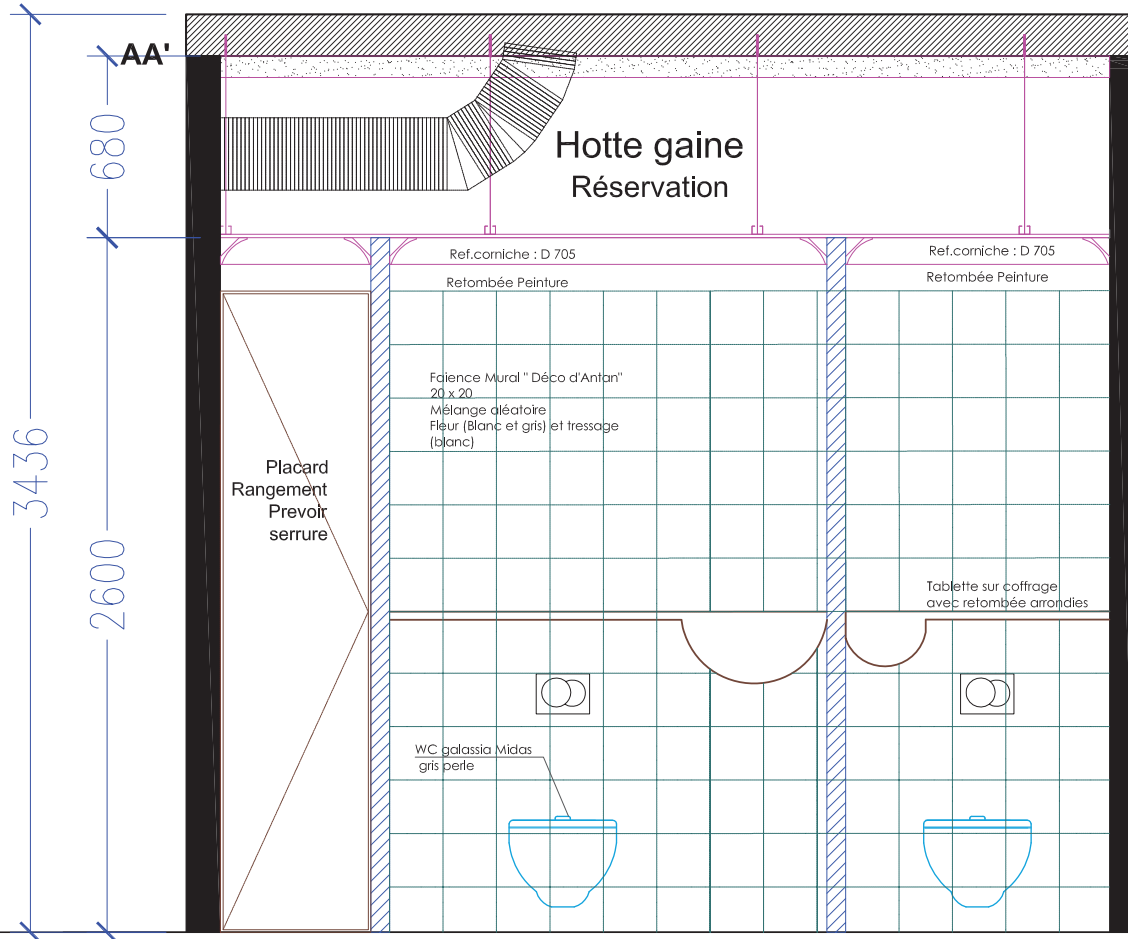 AA'
680
Hotte gaine
Réservation
Ref.corniche : D 705
Ref.corniche : D 705
Retombée Peinture
Retombée Peinture
Faience Mural " Déco d'Antan"
20 x 20
Mélange aléatoire
Fleur (Blanc et gris) et tressage
(blanc)
3436
Placard
Rangement
Prevoir
serrure
2600
Tablette sur coffrage
avec retombée arrondies
WC galassia Midas
gris perle